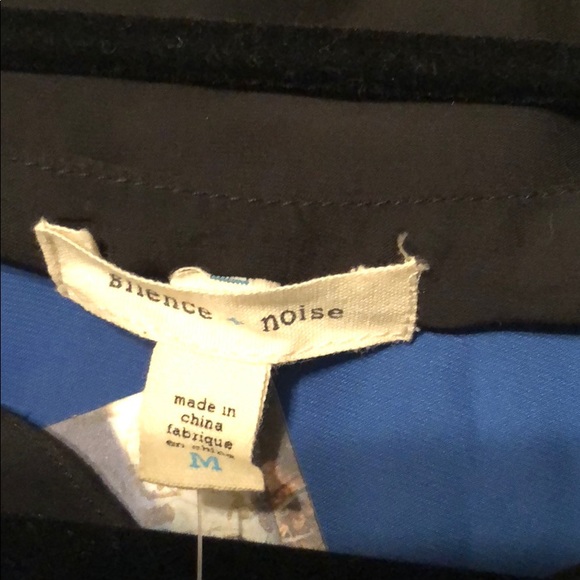 silence + noise
made in
china
fabrique
en chine
M